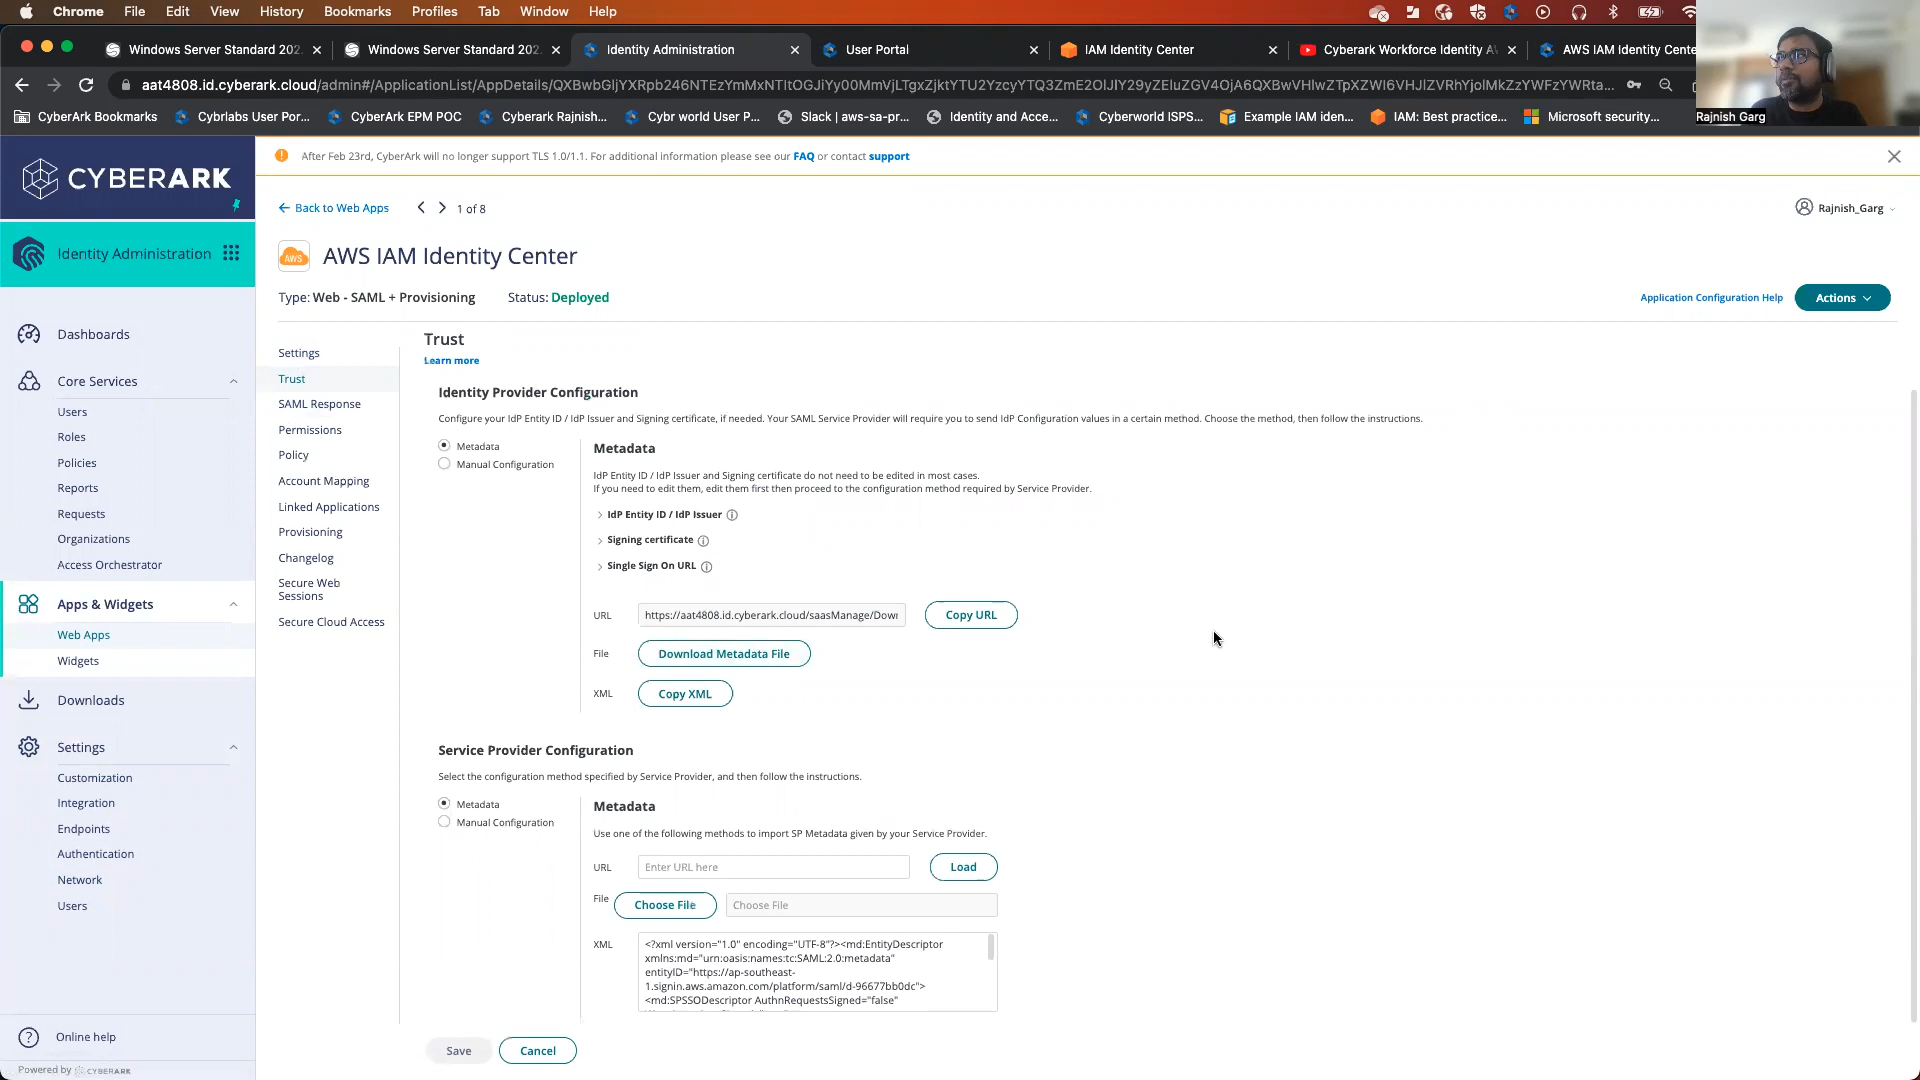 Chrome File Edit View History Bookmarks Profiles Tab Window Help
Windows Server Standard 202
Windows Server Standard 202
Identity Administration
User Portal
IAM Identity Center
Cyberark Workforce Identity A
AWS IAM Identity Cente
aat4808.id.cyberark.cloud/admin#/ApplicationList/AppDetails/
CyberArk Bookmarks
Cybrlabs User Por...
CyberArk EPM POC
Cyberark Rajnish...
Cybr world User P...
Slack | aws-sa-pr...
Identity and Acce...
Cyberworld ISPS...
Example IAM iden...
IAM: Best practice...
Microsoft security...
Rajnish Garg
CYBERARK
After Feb 23rd, CyberArk will no longer support TLS 1.0/1.1. For additional information please see our FAQ or contact support
Back to Web Apps
1 of 8
Rajnish_Garg
Identity Administration
AWS
AWS IAM Identity Center
Type: Web - SAML + Provisioning
Status: Deployed
Application Configuration Help
Actions
Dashboards
Core Services
Users
Roles
Policies
Reports
Requests
Organizations
Access Orchestrator
Apps & Widgets
Web Apps
Widgets
Downloads
Settings
Customization
Integration
Endpoints
Authentication
Network
Users
Online help
Powered by CYBERARK
Settings
Trust
SAML Response
Permissions
Policy
Account Mapping
Linked Applications
Provisioning
Changelog
Secure Web
Sessions
Secure Cloud Access
Trust
Learn more
Identity Provider Configuration
Configure your IdP Entity ID / IdP Issuer and Signing certificate, if needed. Your SAML Service Provider will require you to send IdP Configuration values in a certain method. Choose the method, then follow the instructions.
Metadata
Manual Configuration
Metadata
IdP Entity ID / IdP Issuer and Signing certificate do not need to be edited in most cases.
If you need to edit them, edit them first then proceed to the configuration method required by Service Provider.
IdP Entity ID / IdP Issuer
Signing certificate
Single Sign On URL
URL
https://aat4808.id.cyberark.cloud/saasManage/Down
Copy URL
File
Download Metadata File
XML
Copy XML
Service Provider Configuration
Select the configuration method specified by Service Provider, and then follow the instructions.
Metadata
Manual Configuration
Metadata
Use one of the following methods to import SP Metadata given by your Service Provider.
URL
Enter URL here
Load
File
Choose File
Choose File
XML
<?xml version="1.0" encoding="UTF-8"?><md:EntityDescriptor
xmlns:md="urn:oasis:names:tc:SAML:2.0:metadata"
entityID="https://ap-southeast-
1.signin.aws.amazon.com/platform/saml/d-96677bb0dc">
<md:SPSSODescriptor AuthnRequestsSigned="false"
Save
Cancel